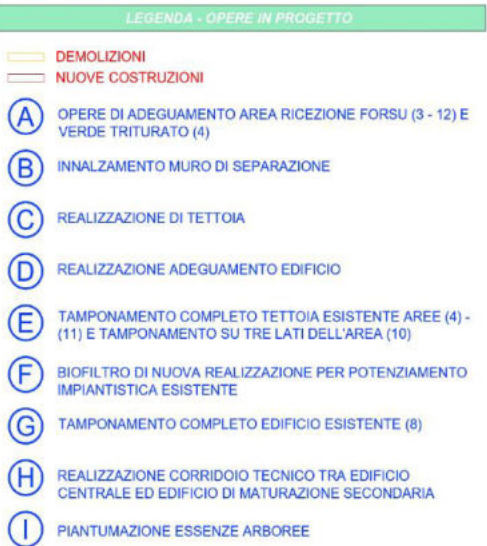 LEGENDA - OPERE IN PROGETTO
DEMOLIZIONI
NUOVE COSTRUZIONI
A OPERE DI ADEGUAMENTO AREA RICEZIONE FORSU (3 - 12) E
VERDE TRITURATO (4)
B INNALZAMENTO MURO DI SEPARAZIONE
C REALIZZAZIONE DI TETTOIA
D REALIZZAZIONE ADEGUAMENTO EDIFICIO
E TAMPONAMENTO COMPLETO TETTOIA ESISTENTE AREE (4) -
(11) E TAMPONAMENTO SU TRE LATI DELL'AREA (10)
F BIOFILTRO DI NUOVA REALIZZAZIONE PER POTENZIAMENTO
IMPIANTISTICA ESISTENTE
G TAMPONAMENTO COMPLETO EDIFICIO ESISTENTE (8)
H REALIZZAZIONE CORRIDOIO TECNICO TRA EDIFICIO
CENTRALE ED EDIFICIO DI MATURAZIONE SECONDARIA
I PIANTUMAZIONE ESSENZE ARBOREE